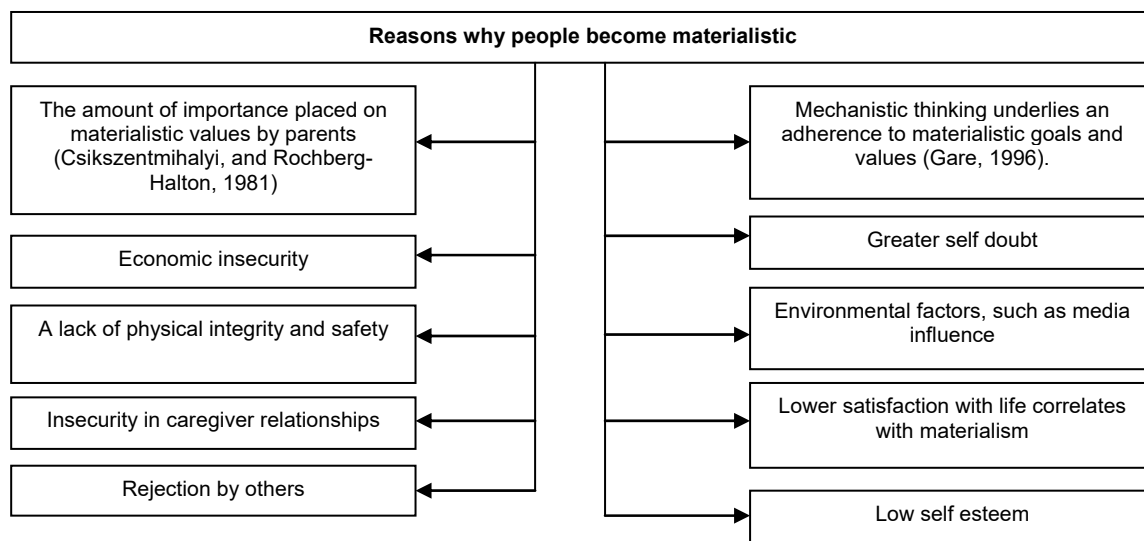 Reasons why people become materialistic
The amount of importance placed on
materialistic values by parents
(Csikszentmihalyi, and Rochberg-
Halton, 1981)
Economic insecurity
A lack of physical integrity and safety
Insecurity in caregiver relationships
Rejection by others
Mechanistic thinking underlies an
adherence to materialistic goals and
values (Gare, 1996).
Greater self doubt
Environmental factors, such as media
influence
Lower satisfaction with life correlates
with materialism
Low self esteem